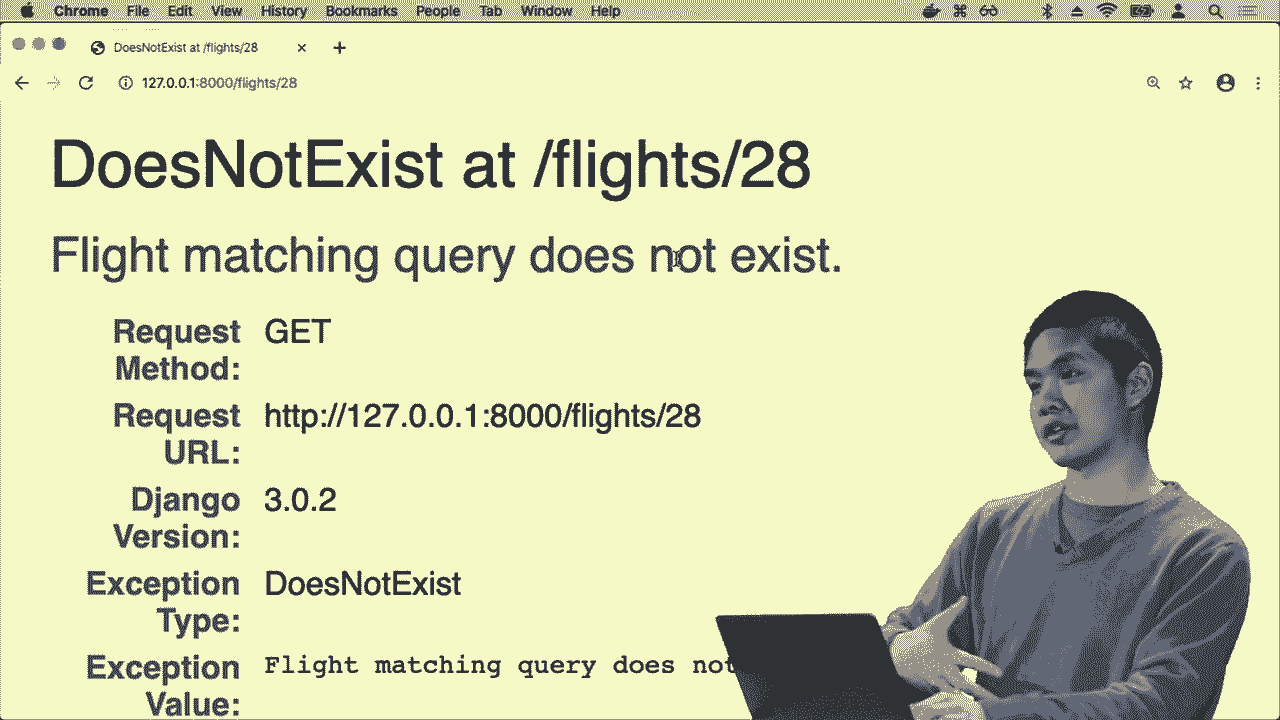 Chrome File Edit View History Bookmarks People Tab Window Help
DoesNotExist at /flights/28
127.0.0.1:8000/flights/28
DoesNotExist at /flights/28
Flight matching query does not exist.
Request Method: GET
Request URL: http://127.0.0.1:8000/flights/28
Django Version: 3.0.2
Exception Type: DoesNotExist
Exception Value: Flight matching query does not